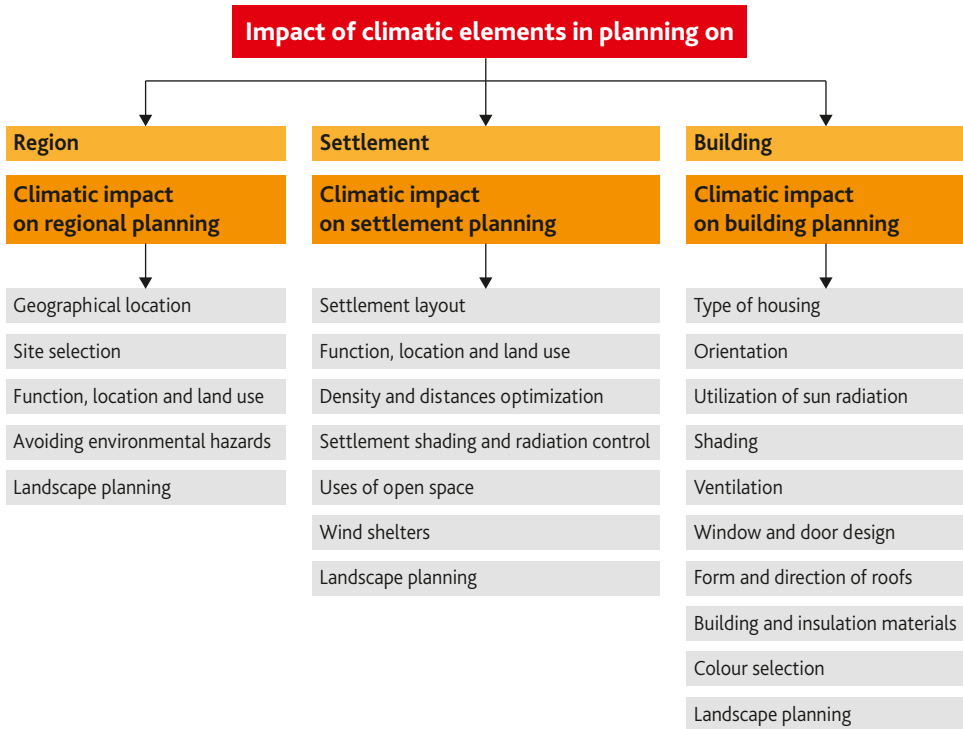 Impact of climatic elements in planning on
Region
Climatic impact
on regional planning
Geographical location
Site selection
Function, location and land use
Avoiding environmental hazards
Landscape planning
Settlement
Climatic impact
on settlement planning
Settlement layout
Function, location and land use
Density and distances optimization
Settlement shading and radiation control
Uses of open space
Wind shelters
Landscape planning
Building
Climatic impact
on building planning
Type of housing
Orientation
Utilization of sun radiation
Shading
Ventilation
Window and door design
Form and direction of roofs
Building and insulation materials
Colour selection
Landscape planning